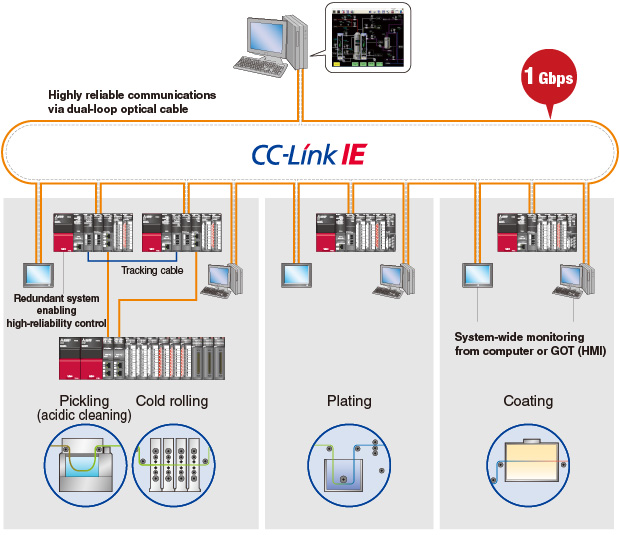 1 Gbps
Highly reliable communications
via dual-loop optical cable
CC-Link IE
Tracking cable
Redundant system
enabling
high-reliability control
System-wide monitoring
from computer or GOT (HMI)
Pickling
(acidic cleaning)
Cold rolling
Plating
Coating